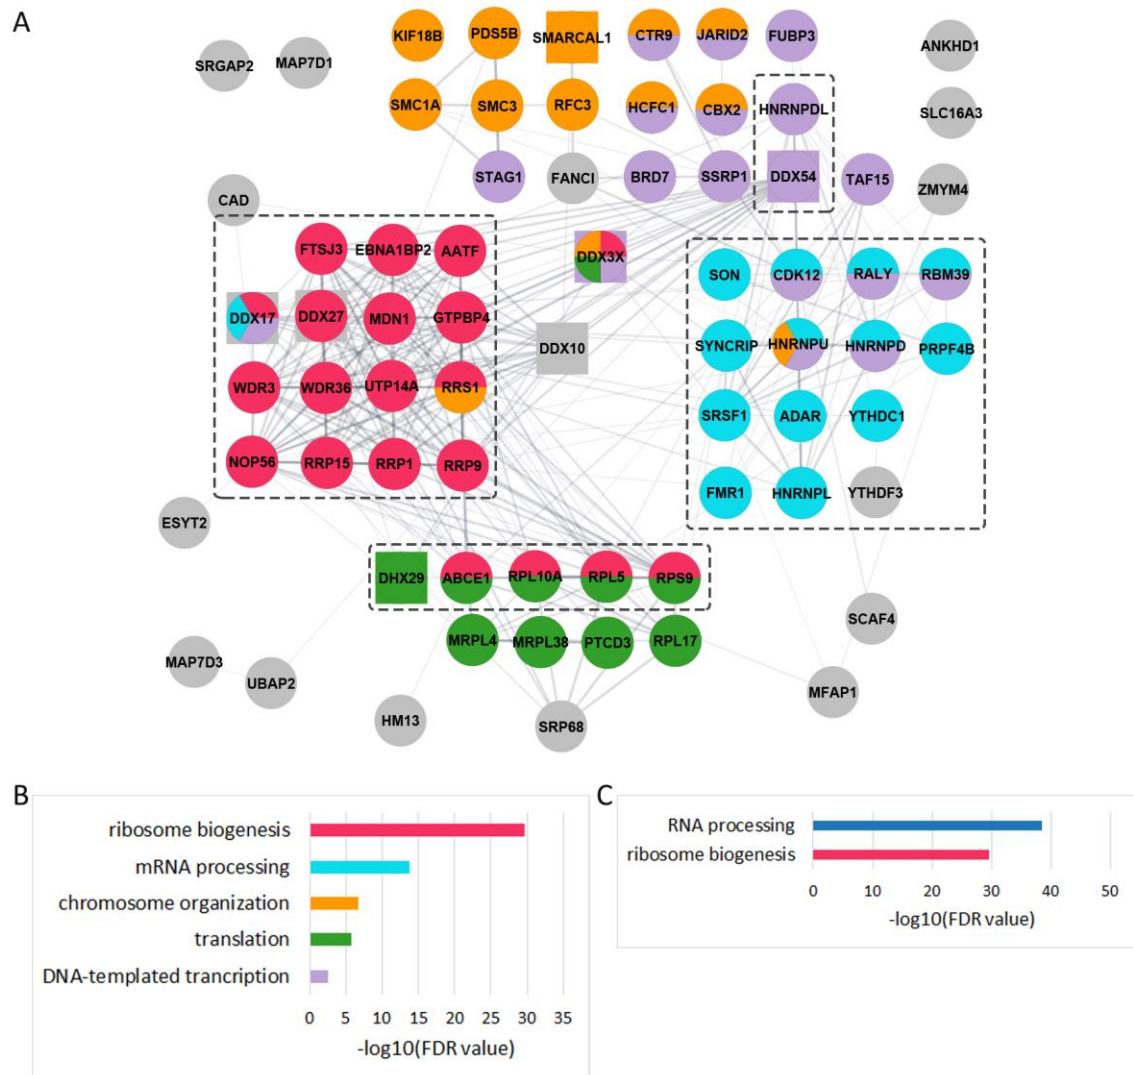 A
KIF18B PDS5B SMARCAL1 CTR9 JARID2 FUBP3
SRGAP2 MAP7D1 ANKHD1
SMC1A SMC3 RFC3 HCFC1 CBX2 HNRNPDL SLC16A3
STAG1 FANCI BRD7 SSRP1 DDX54 TAF15 ZMYM4
CAD
FTSJ3 EBNA1BP2 AATF DDX3X SON CDK12 RALY RBM39
DDX17 DDX27 MDN1 GTPBP4 DDX10 SYNCRIP HNRNPU HNRNPD PRPF4B
WDR3 WDR36 UTP14A RRS1 SRSF1 ADAR YTHDC1
NOP56 RRP15 RRP1 RRP9 FMR1 HNRNPL YTHDF3
ESYT2
DHX29 ABCE1 RPL10A RPL5 RPS9
SCAF4
MRPL4 MRPL38 PTCD3 RPL17
MAP7D3 UBAP2 MFAP1
HM13 SRP68
B
ribosome biogenesis
mRNA processing
chromosome organization
translation
DNA-templated trancription
0 5 10 15 20 25 30 35
-log10(FDR value)
C
RNA processing
ribosome biogenesis
0 10 20 30 40 50
-log10(FDR value)